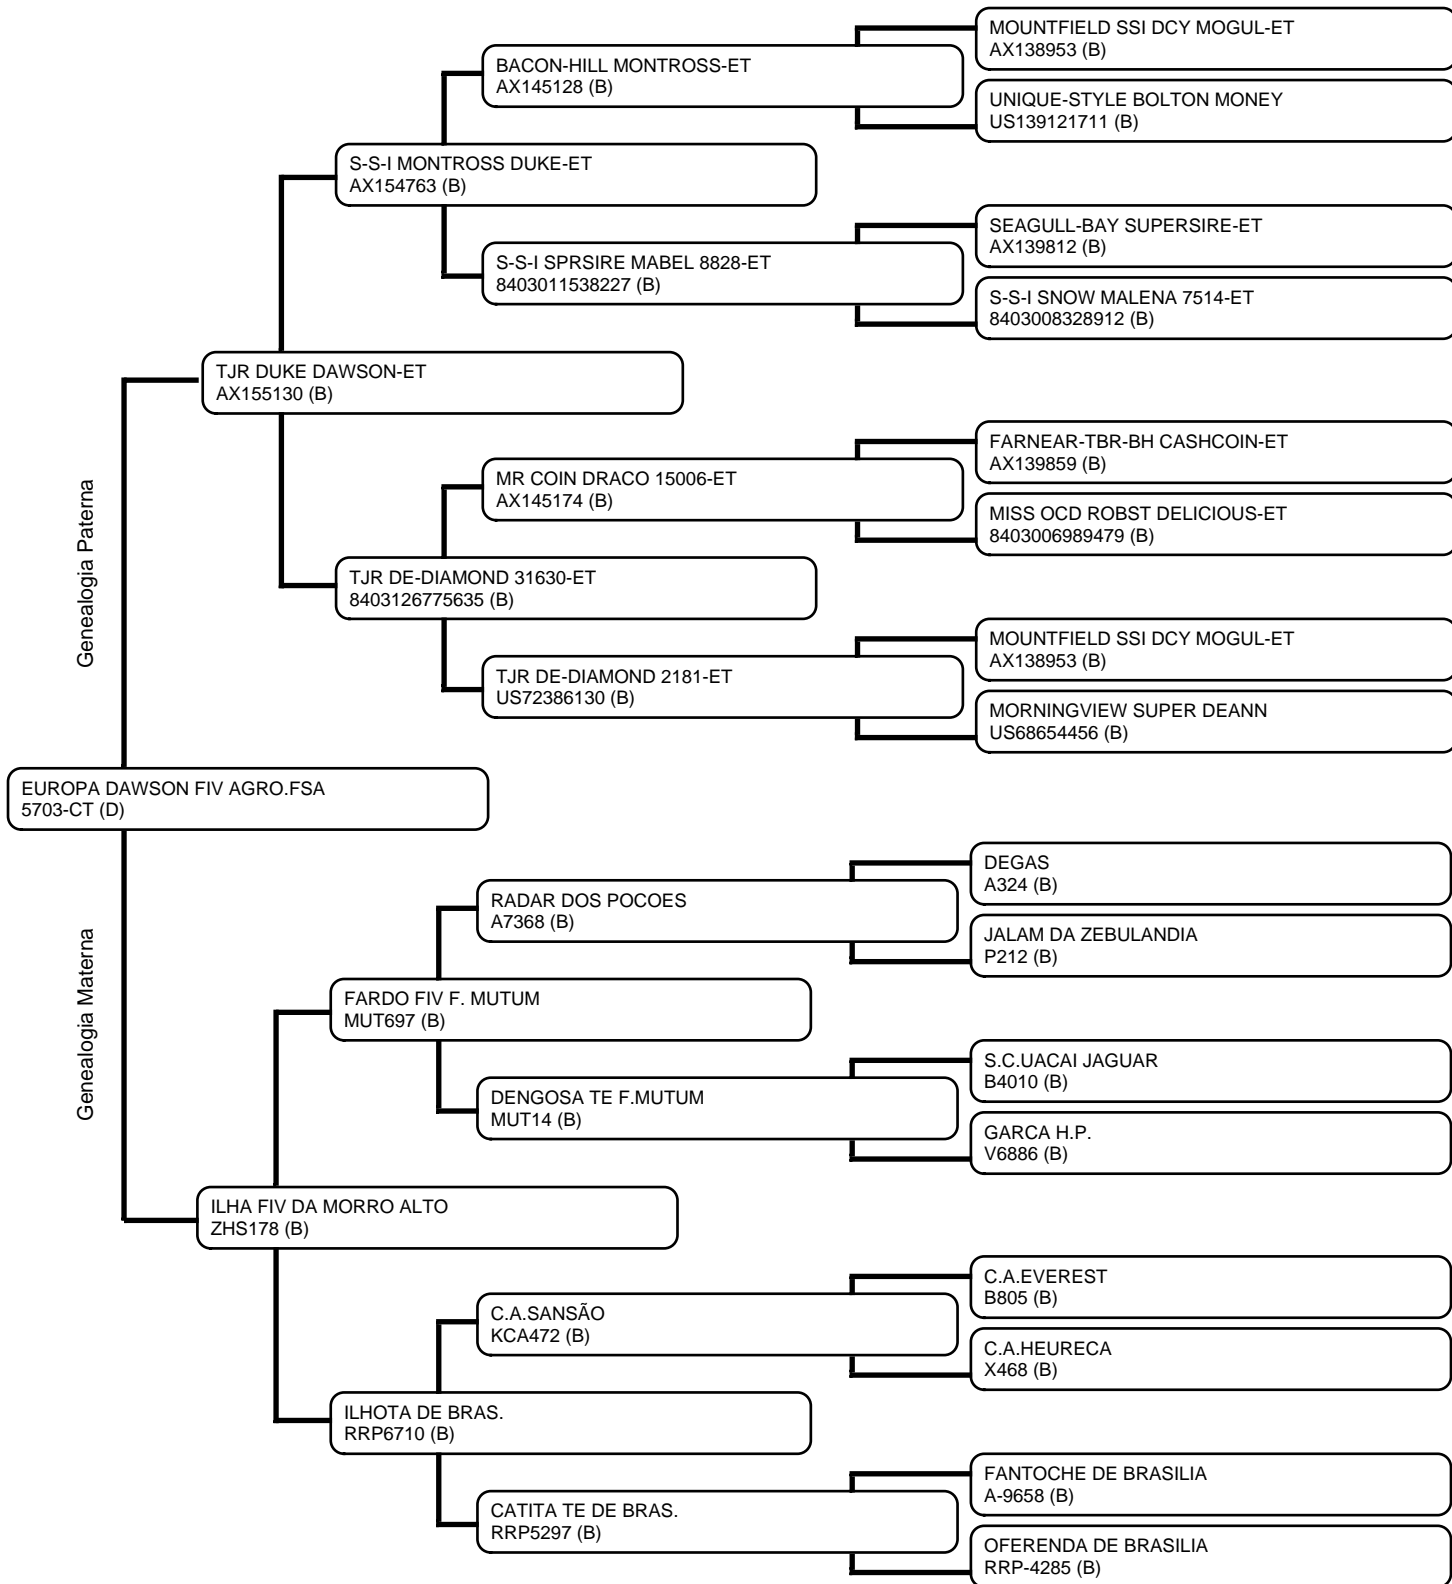 MOUNTFIELD SSI DCY MOGUL-ET
AX138953 (B)
BACON-HILL MONTROSS-ET
AX145128 (B)
UNIQUE-STYLE BOLTON MONEY
US139121711 (B)
S-S-I MONTROSS DUKE-ET
AX154763 (B)
SEAGULL-BAY SUPERSIRE-ET
AX139812 (B)
S-S-I SPRSIRE MABEL 8828-ET
8403011538227 (B)
S-S-I SNOW MALENA 7514-ET
8403008328912 (B)
TJR DUKE DAWSON-ET
AX155130 (B)
FARNEAR-TBR-BH CASHCOIN-ET
AX139859 (B)
MR COIN DRACO 15006-ET
AX145174 (B)
MISS OCD ROBST DELICIOUS-ET
8403006989479 (B)
Genealogia Paterna
TJR DE-DIAMOND 31630-ET
8403126775635 (B)
MOUNTFIELD SSI DCY MOGUL-ET
AX138953 (B)
TJR DE-DIAMOND 2181-ET
US72386130 (B)
MORNINGVIEW SUPER DEANN
US68654456 (B)
EUROPA DAWSON FIV AGRO.FSA
5703-CT (D)
DEGAS
A324 (B)
RADAR DOS POCOES
A7368 (B)
JALAM DA ZEBULANDIA
P212 (B)
Genealogia Materna
FARDO FIV F. MUTUM
MUT697 (B)
S.C.UACAI JAGUAR
B4010 (B)
DENGOSA TE F.MUTUM
MUT14 (B)
GARCA H.P.
V6886 (B)
ILHA FIV DA MORRO ALTO
ZHS178 (B)
C.A.EVEREST
B805 (B)
C.A.SANSÃO
KCA472 (B)
C.A.HEURECA
X468 (B)
ILHOTA DE BRAS.
RRP6710 (B)
FANTOCHE DE BRASILIA
A-9658 (B)
CATITA TE DE BRAS.
RRP5297 (B)
OFERENDA DE BRASILIA
RRP-4285 (B)